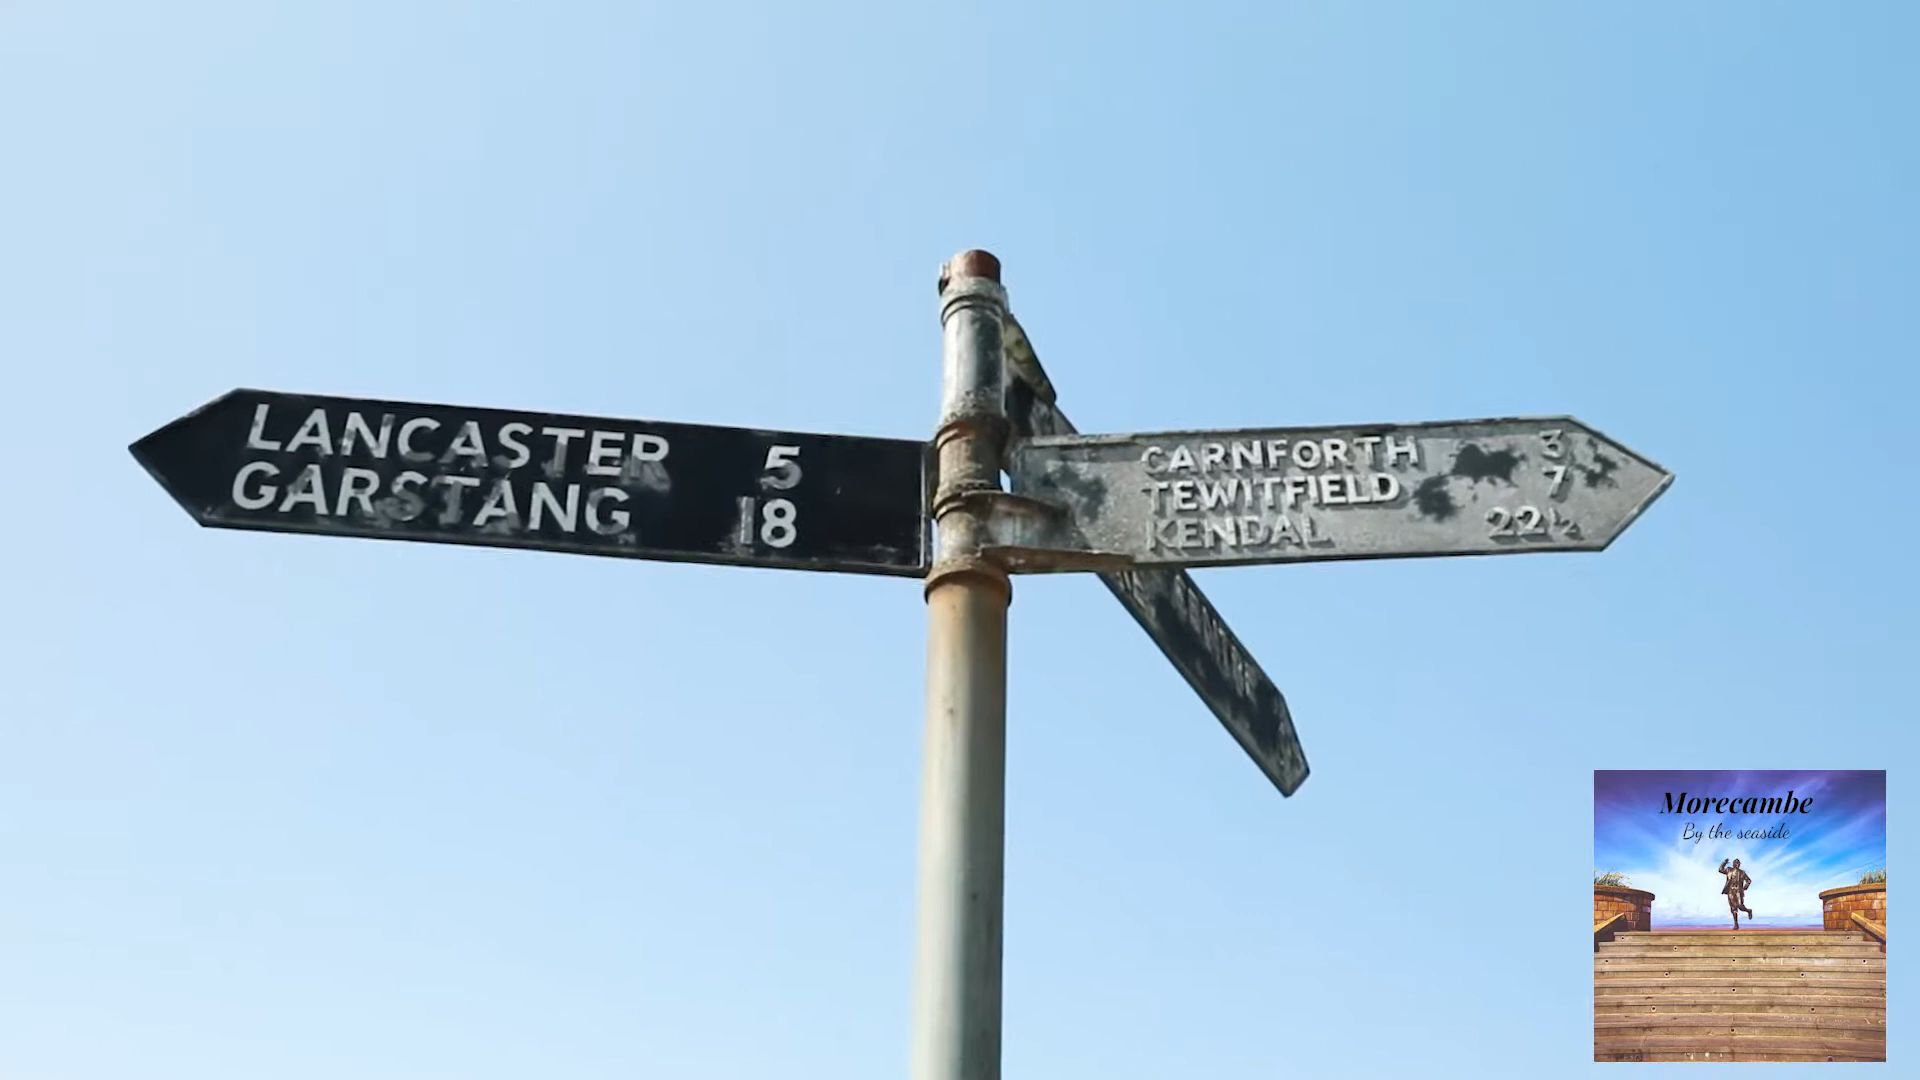 LANCASTER 5
GARSTANG 18
CARNFORTH 3
TEWITFIELD 7
KENDAL 22½
Morecambe
By the seaside